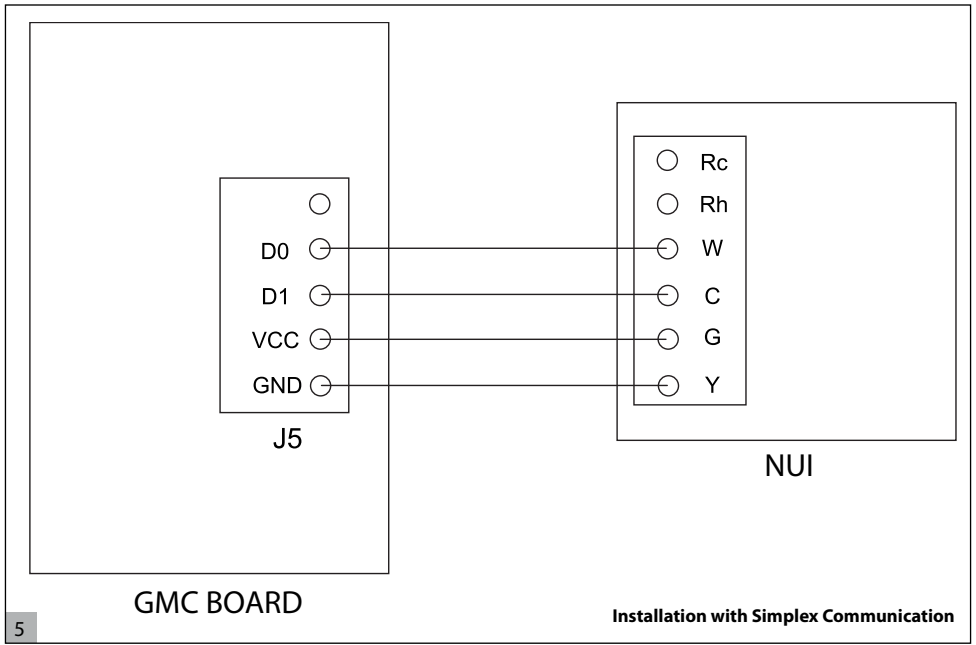 Rc
Rh
D0
W
D1
C
VCC
G
GND
Y
J5
NUI
GMC BOARD
Installation with Simplex Communication
5